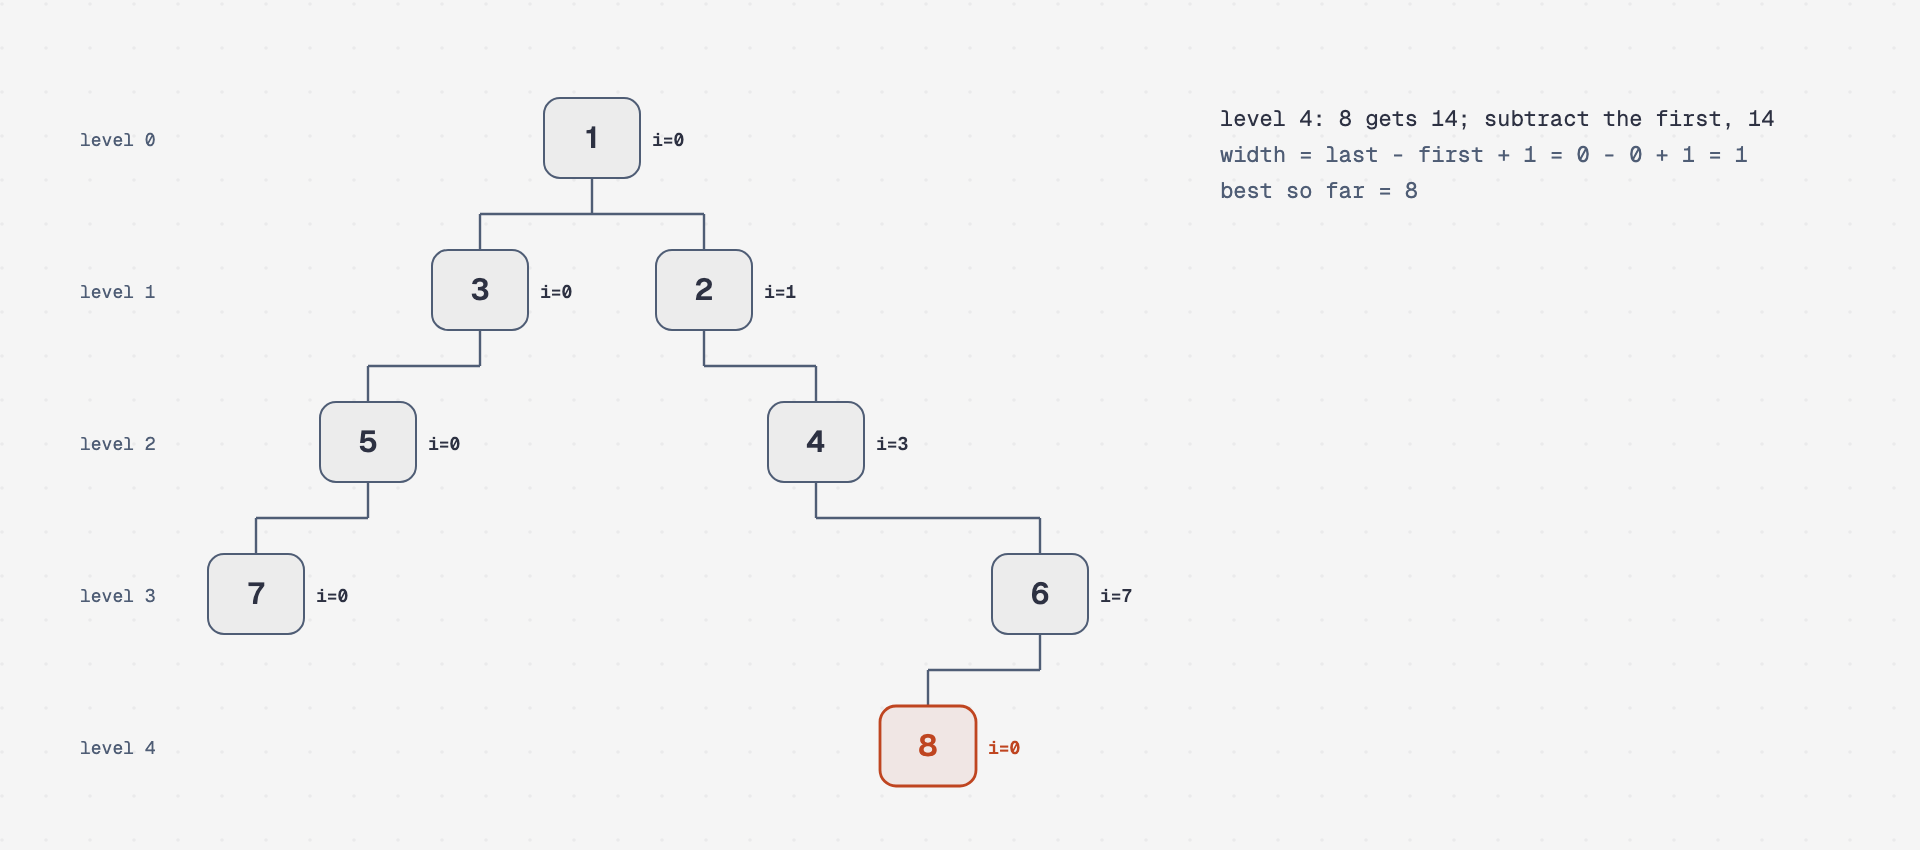 level 4: 8 gets 14; subtract the first, 14
width = last - first + 1 = 0 - 0 + 1 = 1
best so far = 8
level 0
1 i=0
level 1
3 i=0 2 i=1
level 2
5 i=0 4 i=3
level 3
7 i=0 6 i=7
level 4
8 i=0